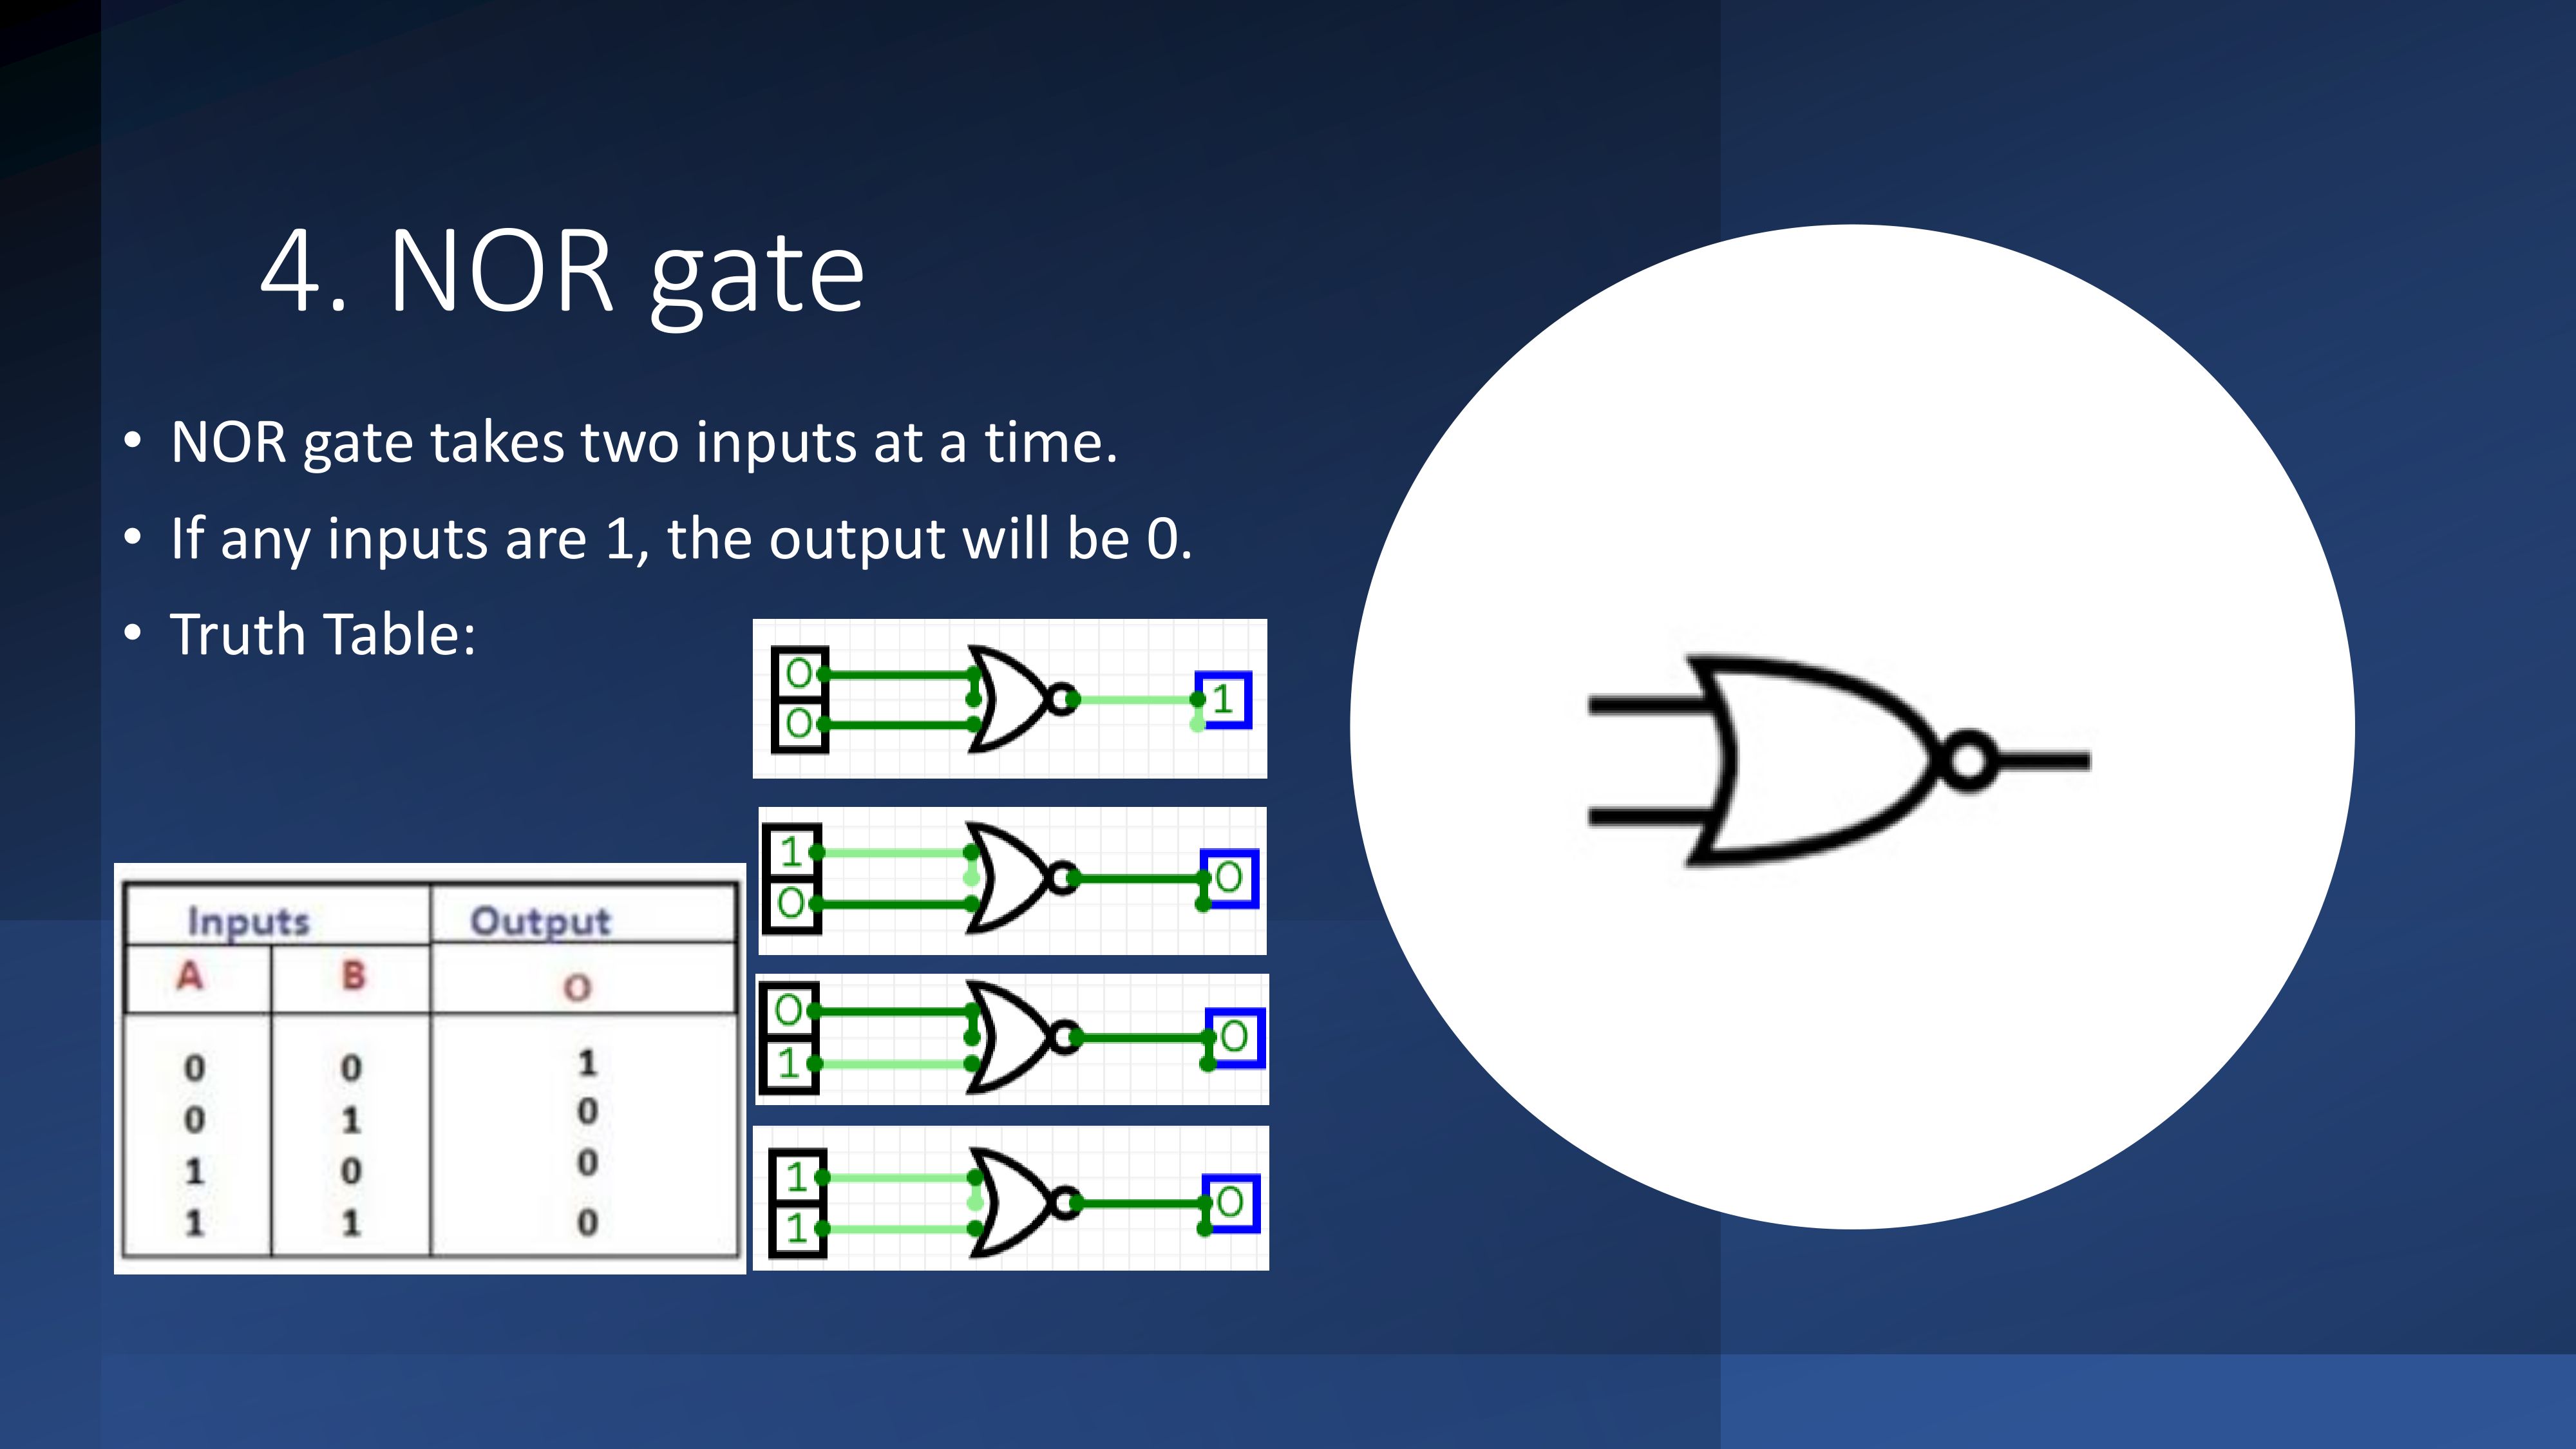 4. NOR gate
• NOR gate takes two inputs at a time.
• If any inputs are 1, the output will be 0.
• Truth Table:
0
0
1
1
0
0
0
1
0
1
1
0
Inputs Output
A B O
0 0 1
0 1 0
1 0 0
1 1 0